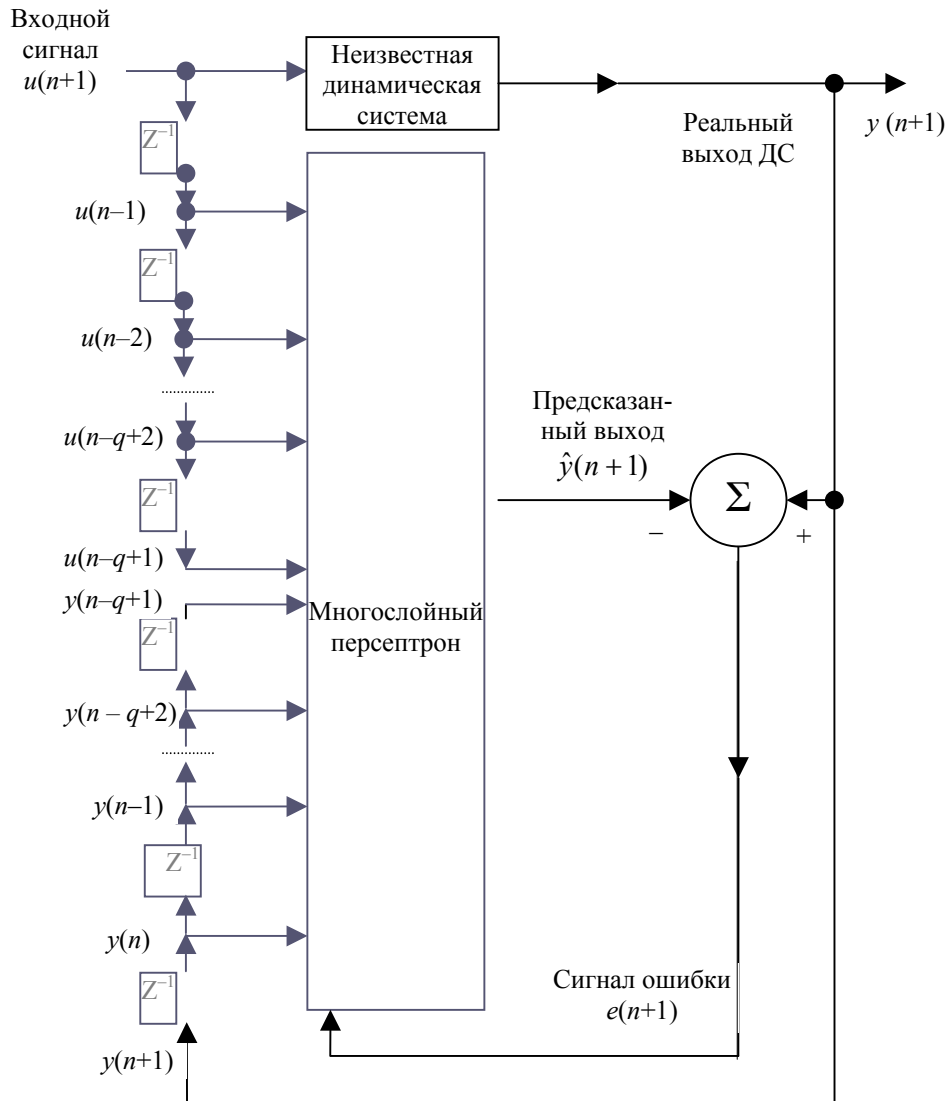 Входной
сигнал
u(n+1)
Неизвестная
динамическая
система
Реальный
выход ДС
y (n+1)
Z⁻¹
u(n–1)
Z⁻¹
u(n–2)
..............
u(n–q+2)
Z⁻¹
u(n–q+1)
y(n–q+1)
Z⁻¹
y(n – q+2)
..............
y(n–1)
Z⁻¹
y(n)
Z⁻¹
y(n+1)
Многослойный
персептрон
Предсказан-
ный выход
ŷ(n + 1)
Σ
–
+
Сигнал ошибки
e(n+1)